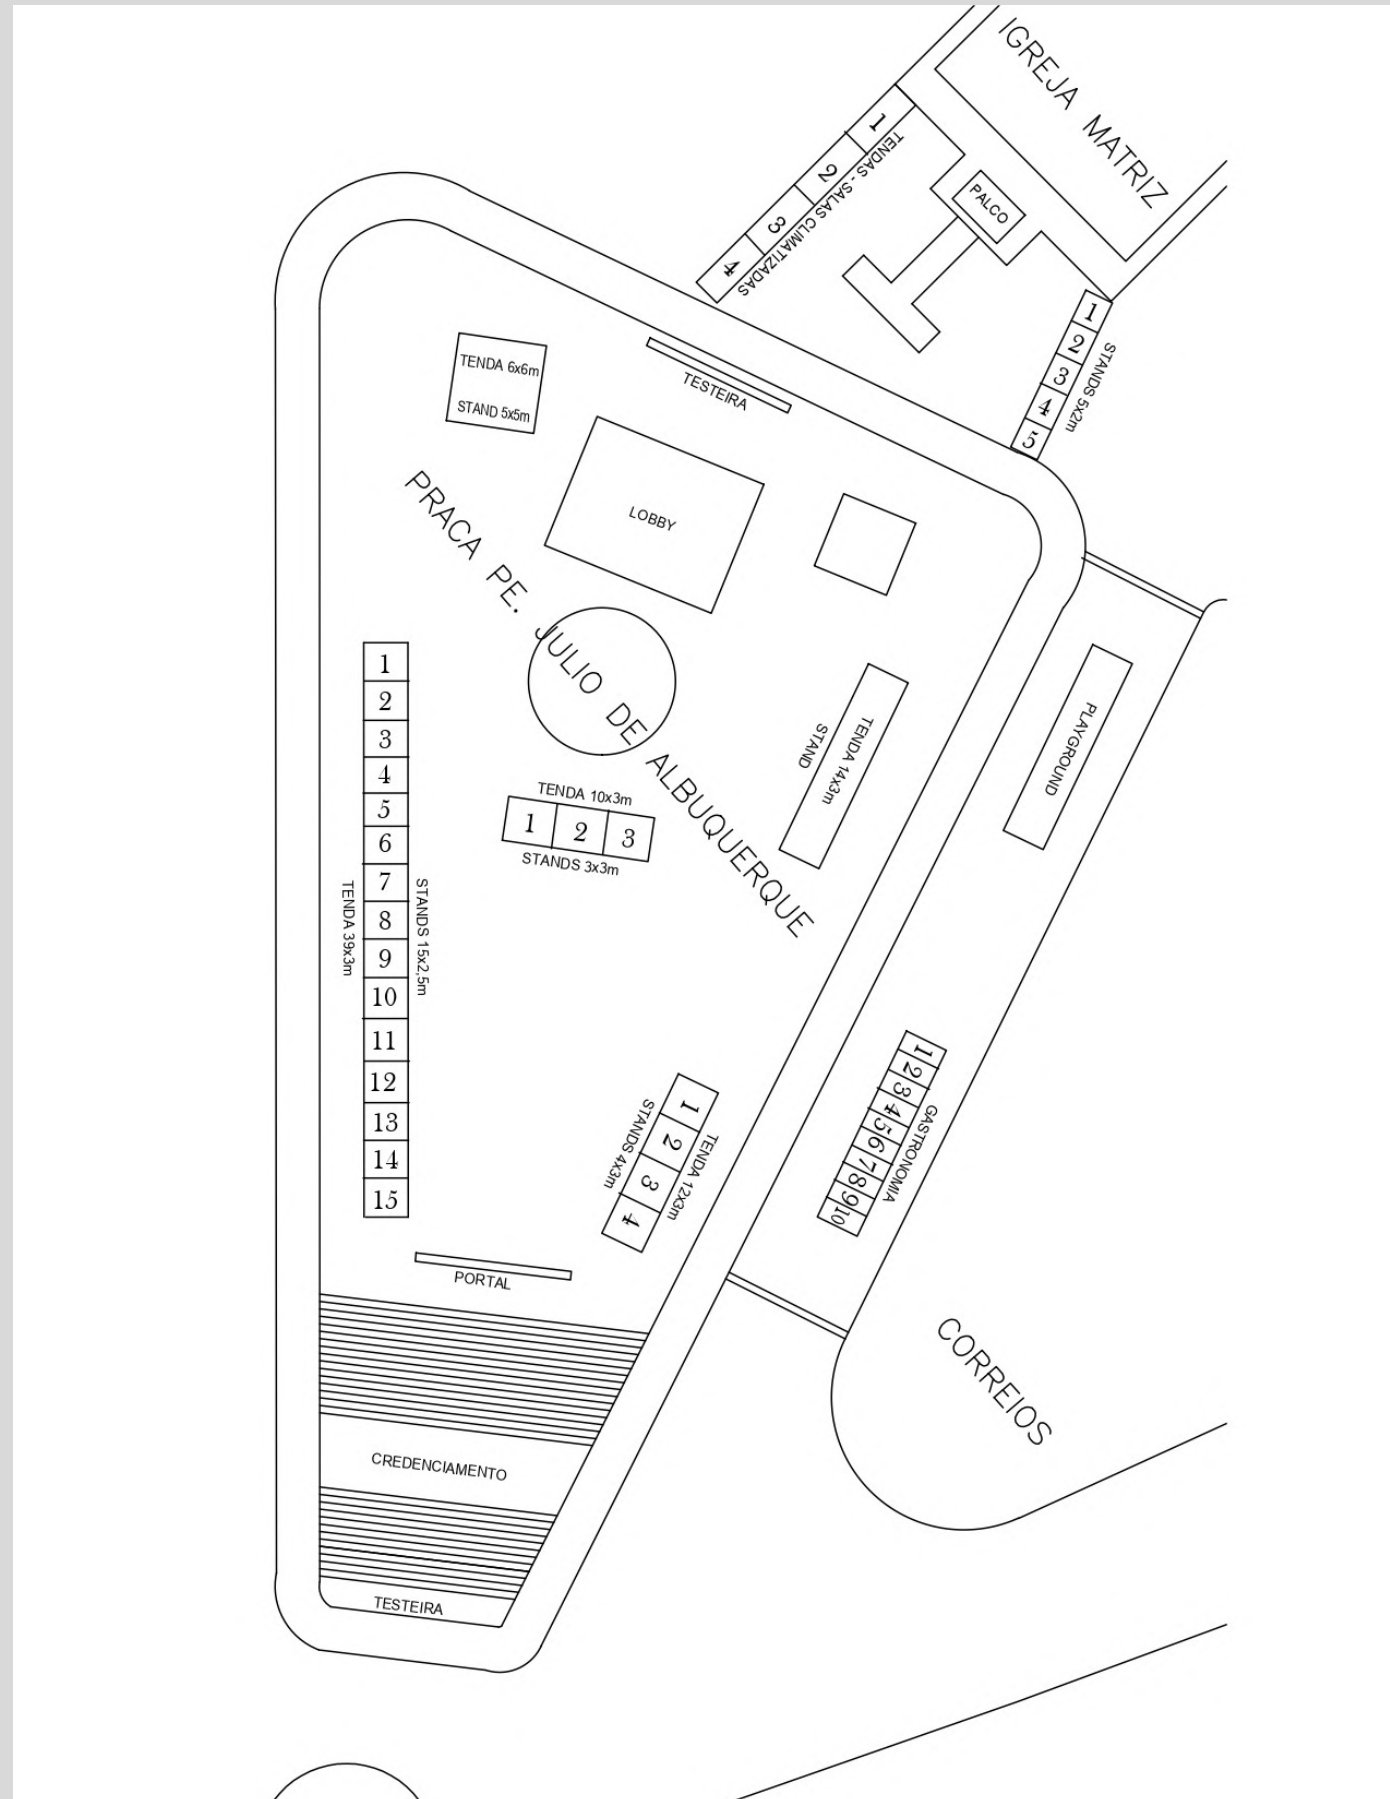 IGREJA MATRIZ
1
2
3
4
TENDAS - SALAS CLIMATIZADAS
PALCO
1
2
3
4
5
STANDS 5x2m
TENDA 6x6m
STAND 5x5m
TESTEIRA
LOBBY
PRACA PE. JULIO DE ALBUQUERQUE
1
2
3
4
5
6
7
8
9
10
11
12
13
14
15
TENDA 39x3m
STANDS 15x2,5m
TENDA 10x3m
1 2 3
STANDS 3x3m
STAND
TENDA 14x3m
PLAYGROUND
1
2
3
4
5
6
7
8
9
10
GASTRONOMIA
STANDS 4x3m
1
2
3
4
TENDA 12x3m
PORTAL
CREDENCIAMENTO
TESTEIRA
CORREIOS